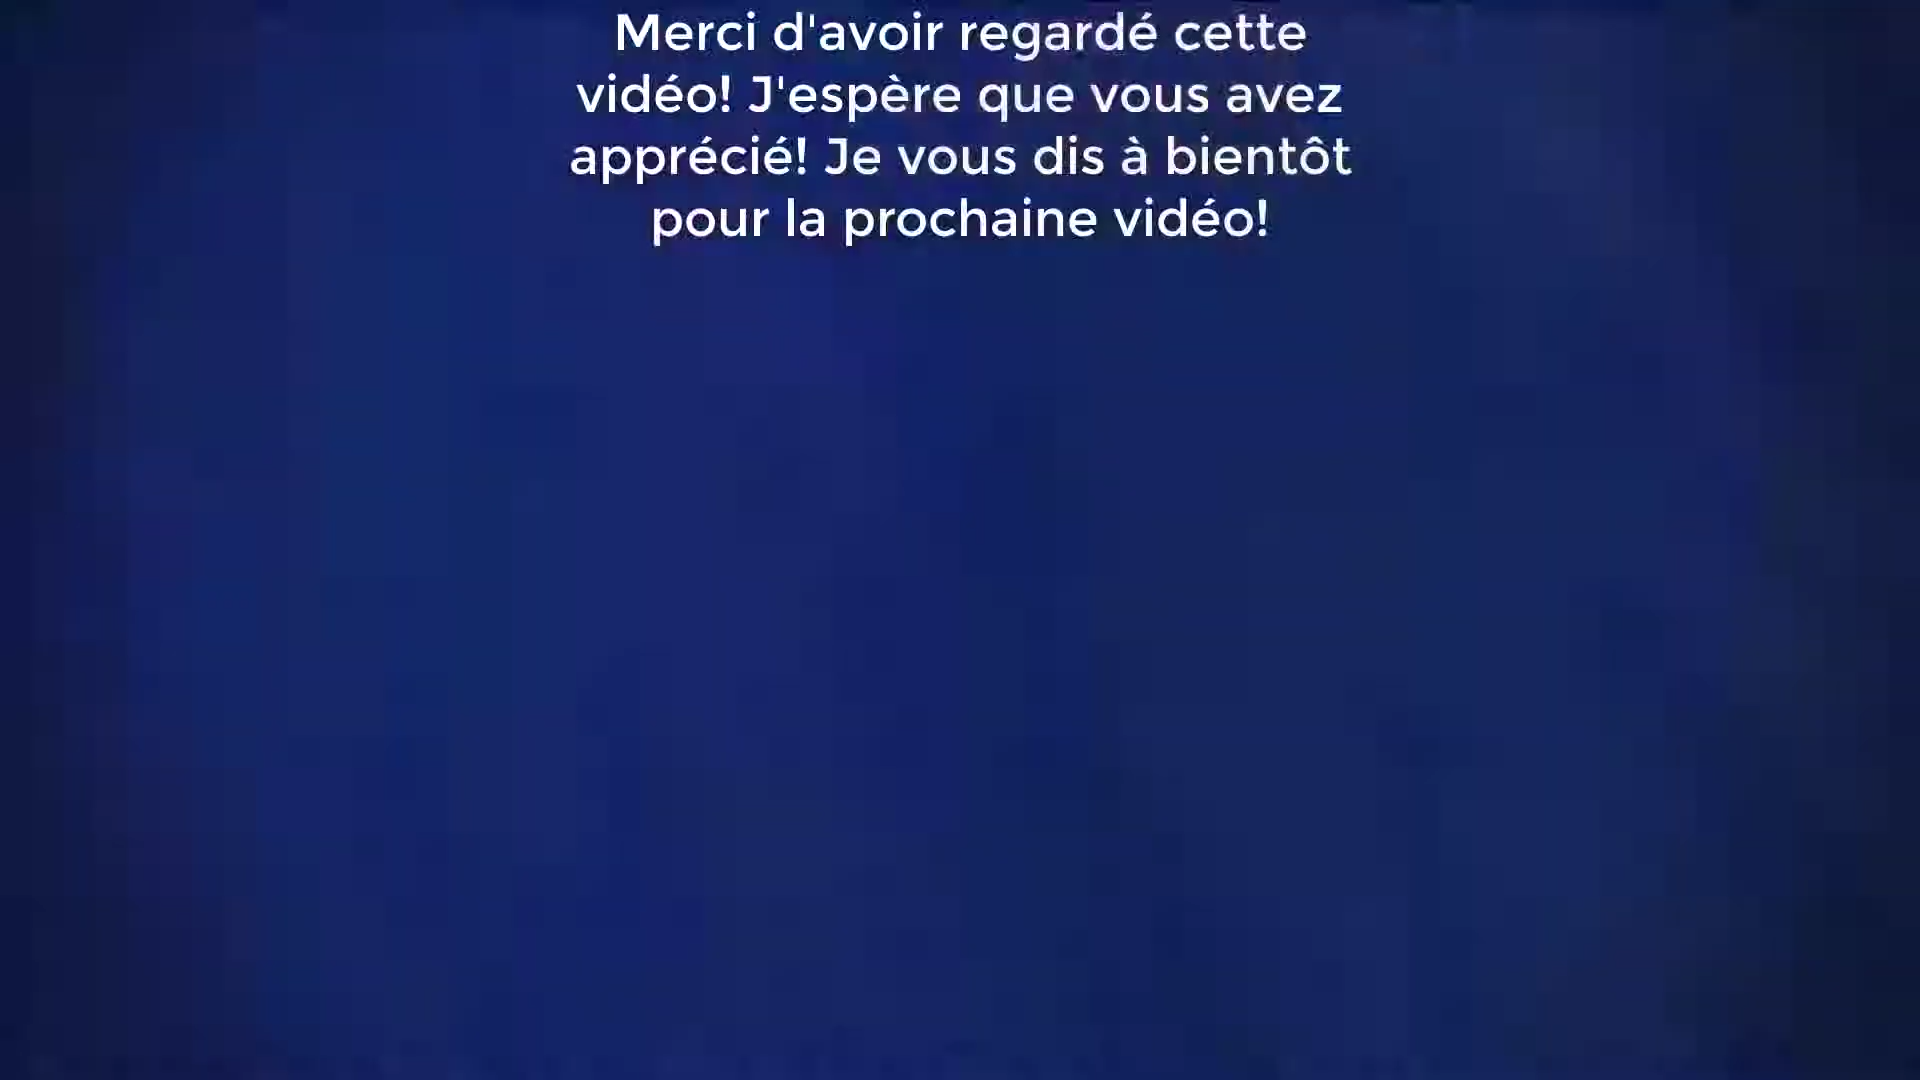 Merci d'avoir regardé cette
vidéo! J'espère que vous avez
apprécié! Je vous dis à bientôt
pour la prochaine vidéo!